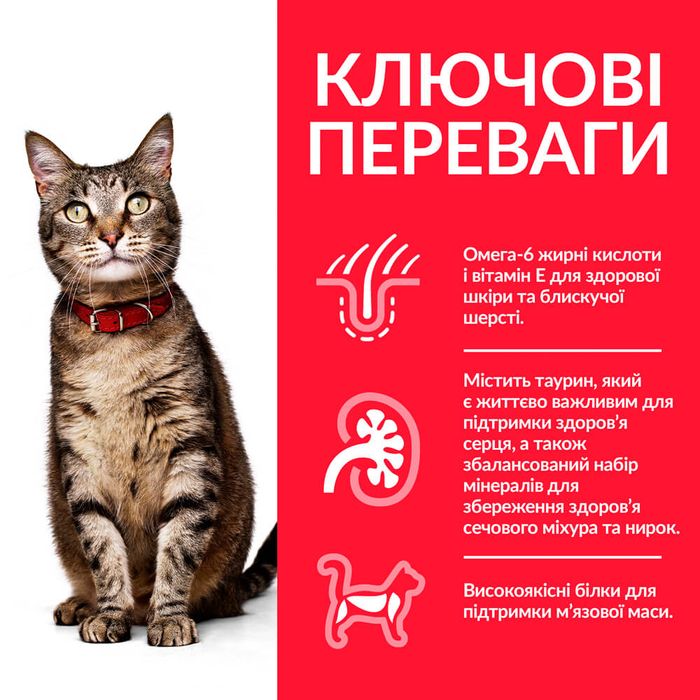 КЛЮЧОВІ
ПЕРЕВАГИ
Омега-6 жирні кислоти
і вітамін Е для здорової
шкіри та блискучої
шерсті.
Містить таурин, який
є життєво важливим для
підтримки здоров’я
серця, а також
збалансований набір
мінералів для
збереження здоров’я
сечового міхура та нирок.
Високоякісні білки для
підтримки м’язової маси.